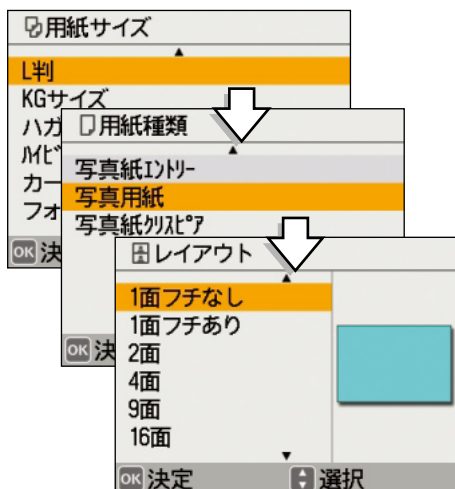 用紙サイズ
L判
KGサイズ
ハガ
ﾊｲﾋﾞ
カー
フォ
OK 決
用紙種類
写真紙ｴﾝﾄﾘｰ
写真用紙
写真紙ｸﾘｽﾋﾟｱ
OK 決
レイアウト
1面フチなし
1面フチあり
2面
4面
9面
16面
OK 決定 選択